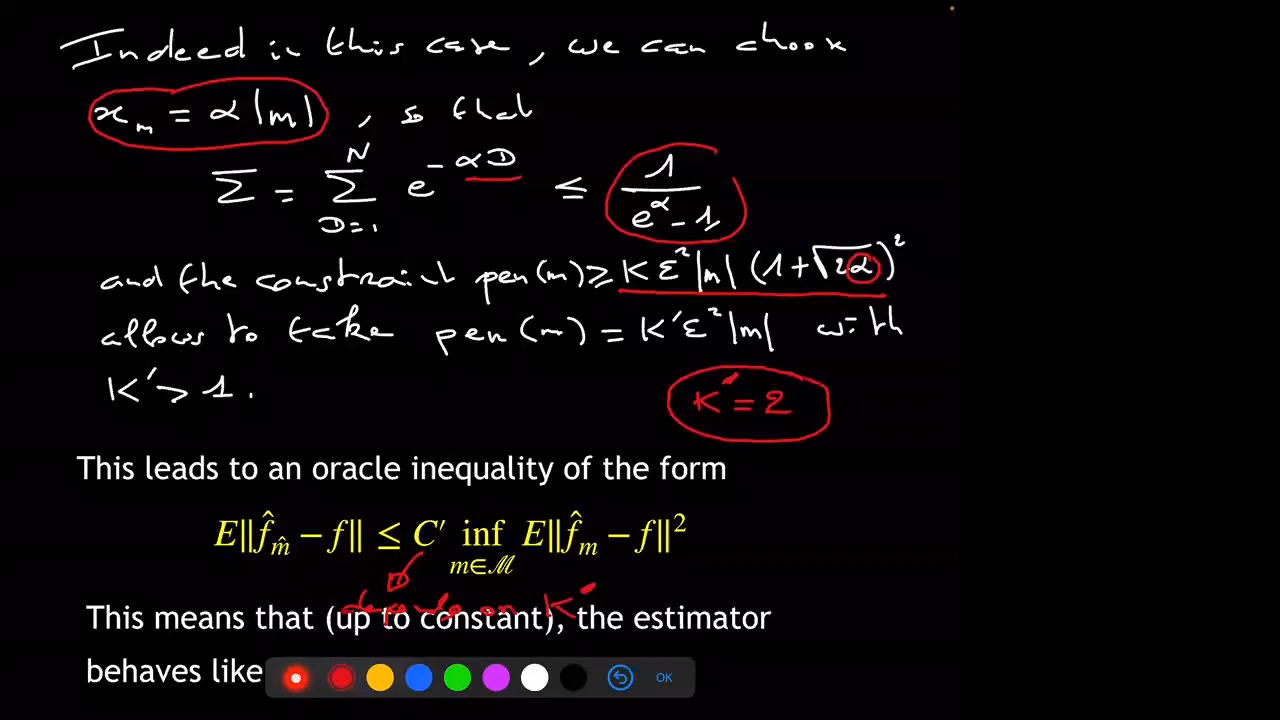 Indeed in this case, we can choose
x_m = α|m|, so that
Σ = ∑_{D=1}^{N} e^{-αD} ≤ 1/(e^α - 1)
and the constraint pen(m) ≥ K ε² |m| (1 + √2α)²
allows to take pen(m) = K' ε² |m| with
K' > 1.
K' = 2
This leads to an oracle inequality of the form
E‖f̂_m̂ − f‖ ≤ C' inf_{m∈ℳ} E‖f̂_m − f‖²
depends on K'
This means that (up to constant), the estimator
behaves like
OK